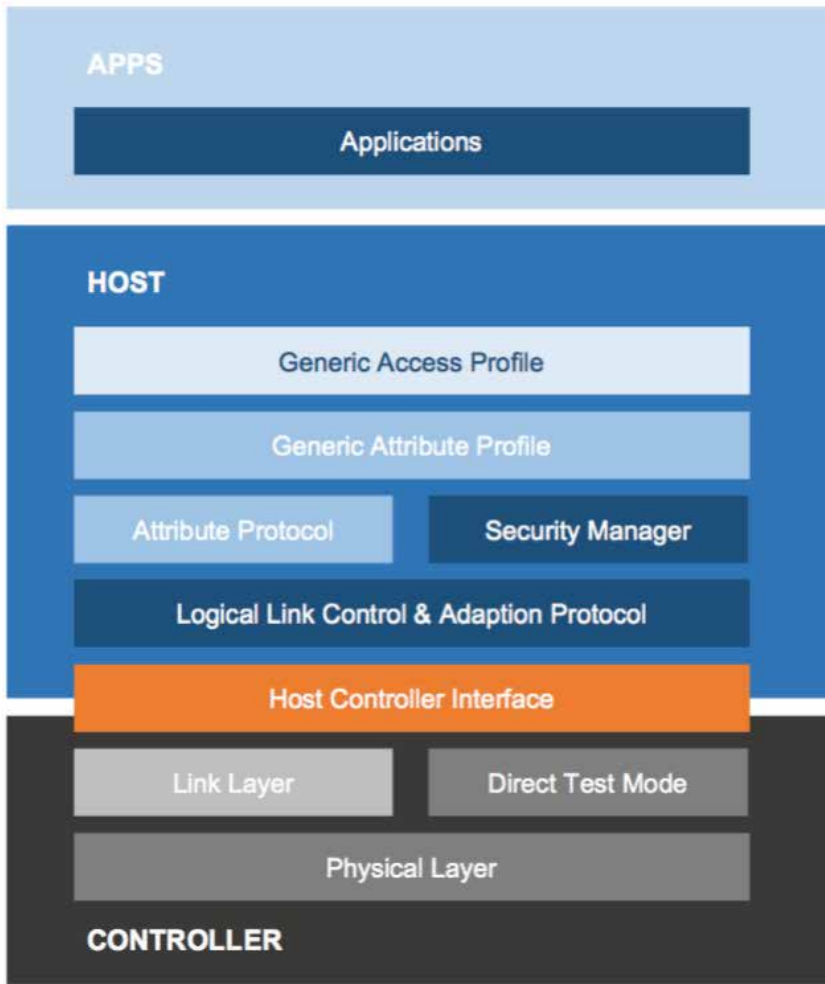 APPS
Applications
HOST
Generic Access Profile
Generic Attribute Profile
Attribute Protocol
Security Manager
Logical Link Control & Adaption Protocol
Host Controller Interface
Link Layer
Direct Test Mode
Physical Layer
CONTROLLER